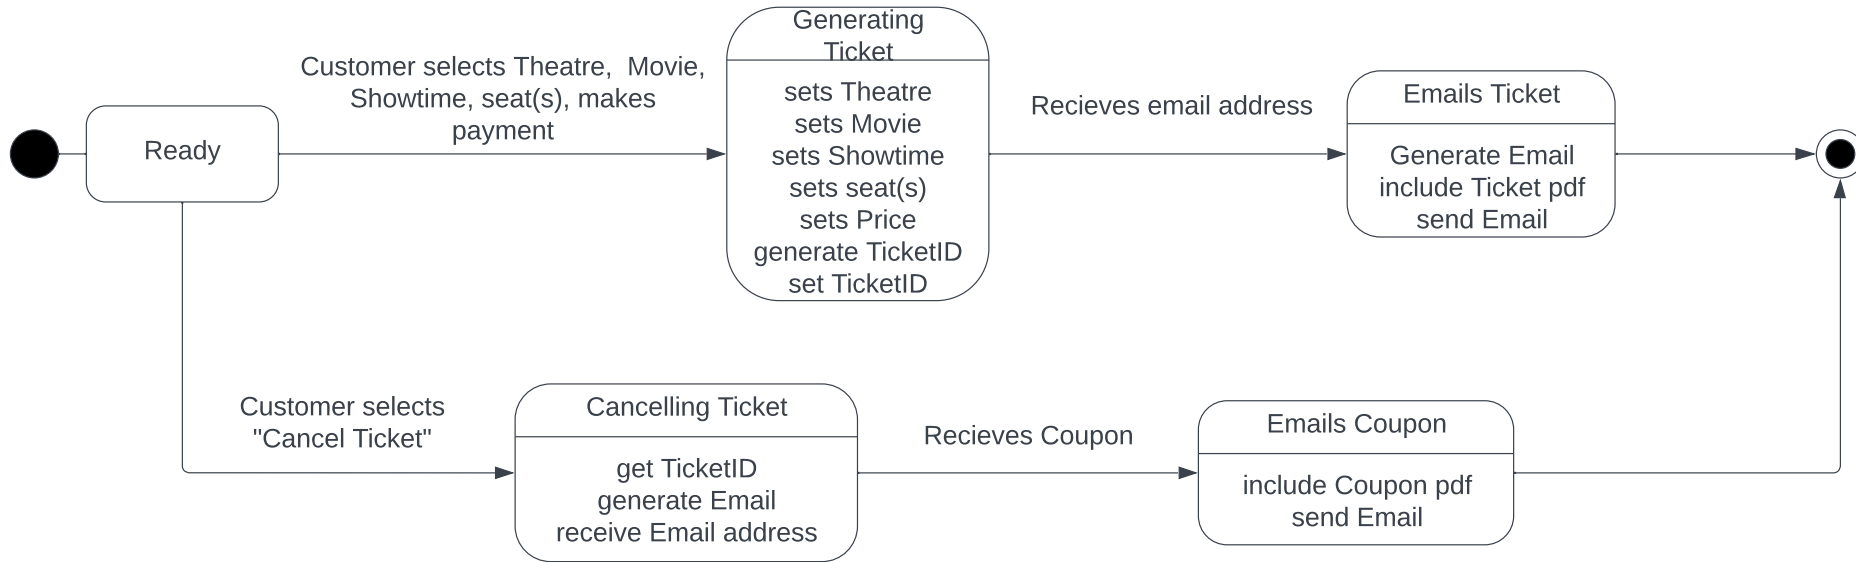 Generating
Ticket
Customer selects Theatre,  Movie,
Showtime, seat(s), makes
payment
Ready
sets Theatre
sets Movie
sets Showtime
sets seat(s)
sets Price
generate TicketID
set TicketID
Recieves email address
Emails Ticket
Generate Email
include Ticket pdf
send Email
Customer selects
"Cancel Ticket"
Cancelling Ticket
get TicketID
generate Email
receive Email address
Recieves Coupon
Emails Coupon
include Coupon pdf
send Email